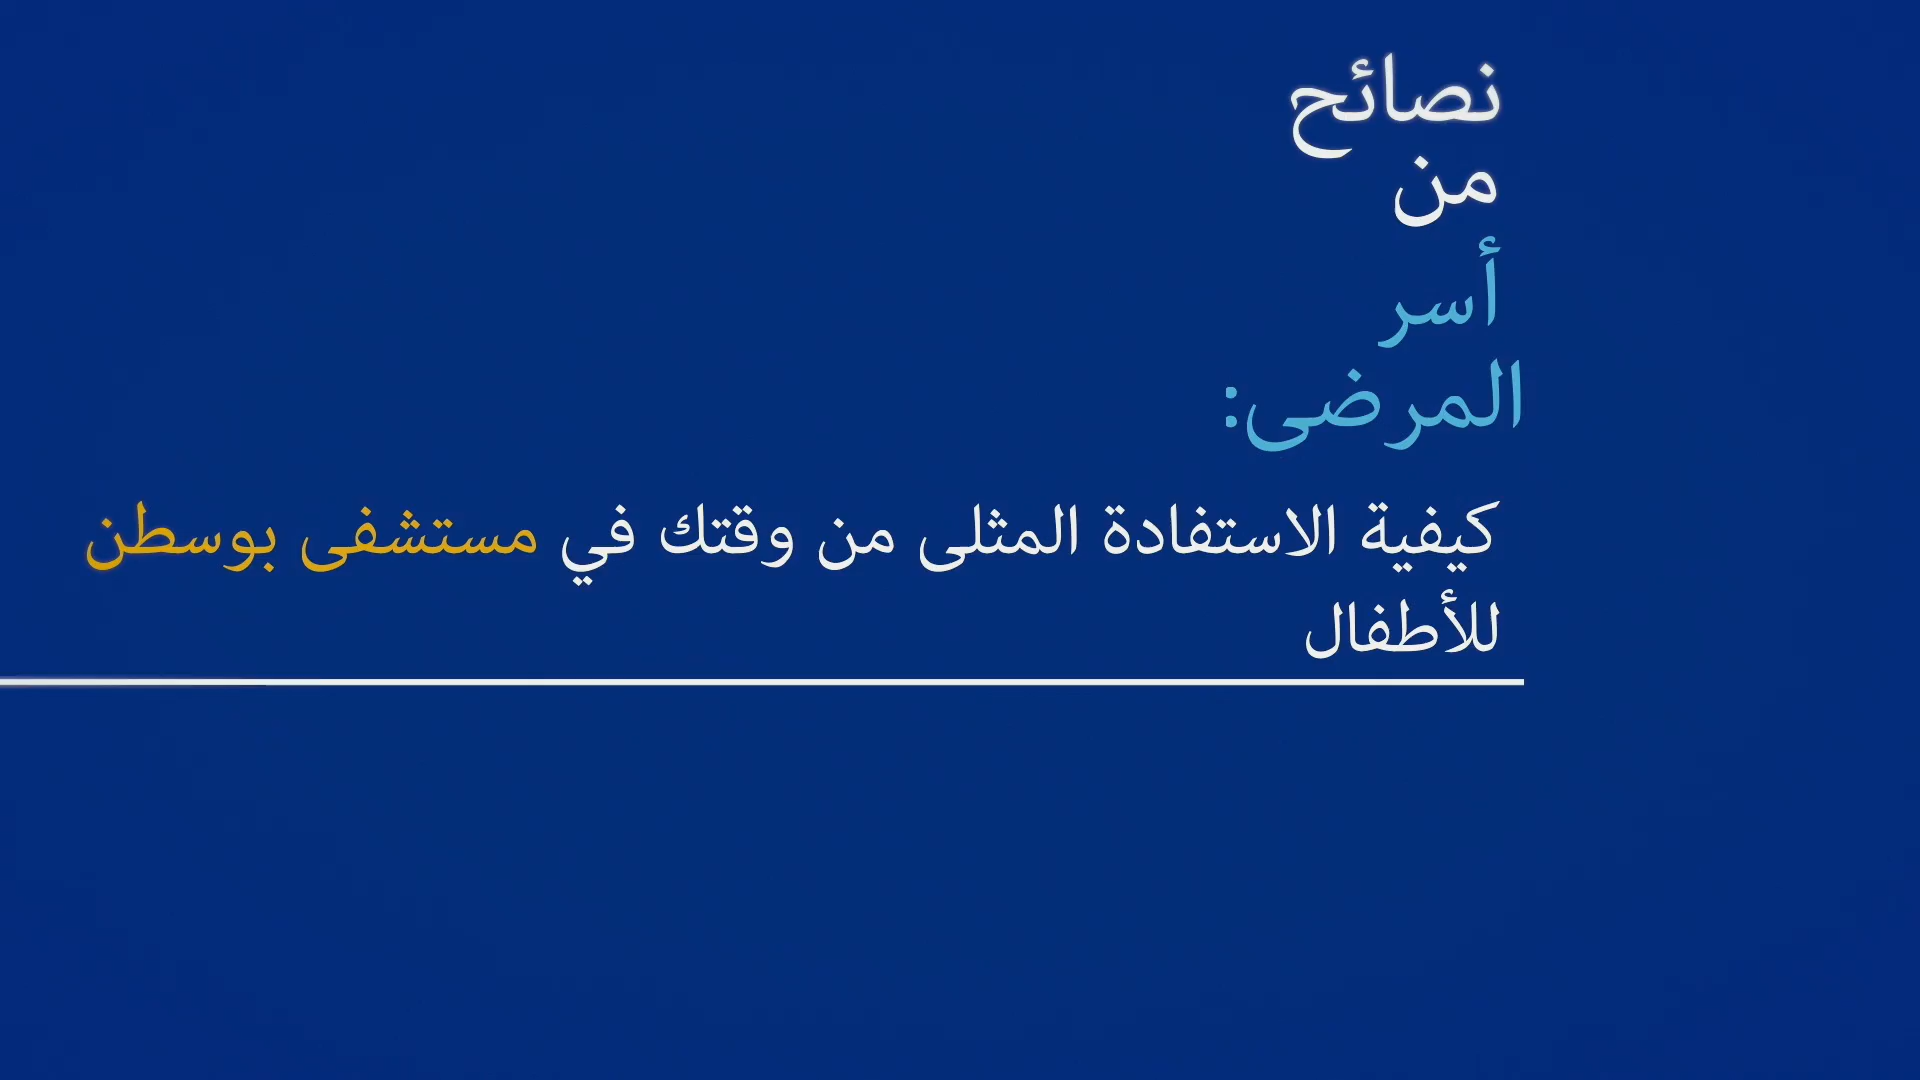 نصائح
من
أسر
المرضى:
كيفية الاستفادة المثلى من وقتك في مستشفى بوسطن
للأطفال